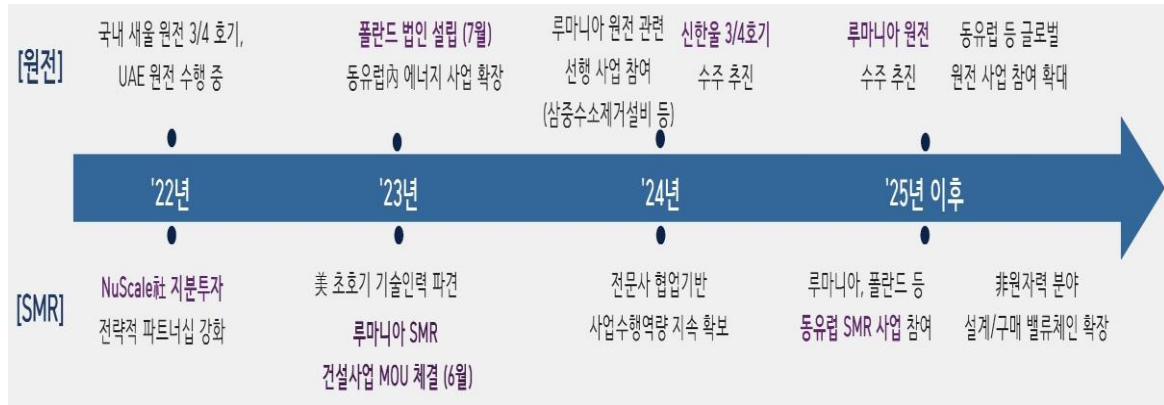 [원전]
국내 새울 원전 3/4 호기,
UAE 원전 수행 중
폴란드 법인 설립 (7월)
동유럽內 에너지 사업 확장
루마니아 원전 관련
선행 사업 참여
(삼중수소제거설비 등)
신한울 3/4호기
수주 추진
루마니아 원전
수주 추진
동유럽 등 글로벌
원전 사업 참여 확대
'22년
'23년
'24년
'25년 이후
[SMR]
NuScale社 지분투자
전략적 파트너십 강화
美 초호기 기술인력 파견
루마니아 SMR
건설사업 MOU 체결 (6월)
전문사 협업기반
사업수행역량 지속 확보
루마니아, 폴란드 등
동유럽 SMR 사업 참여
非원자력 분야
설계/구매 밸류체인 확장